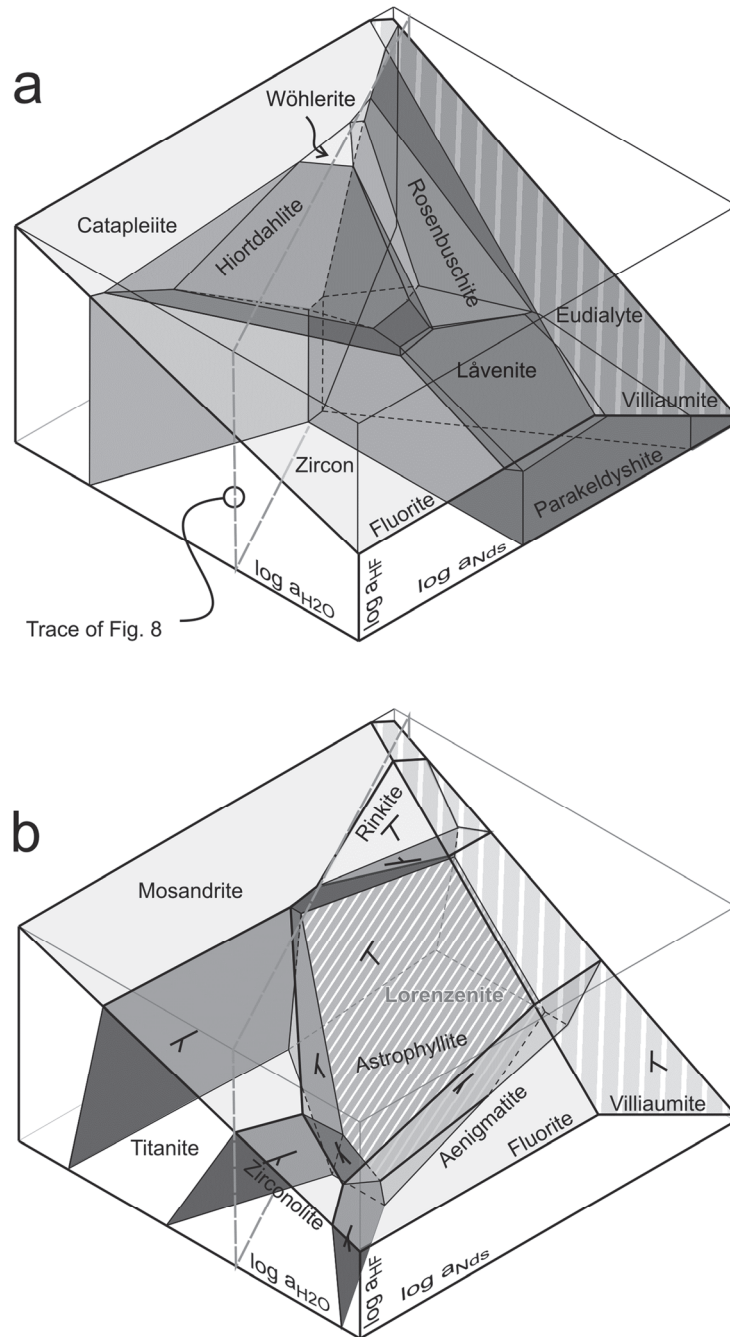 a
Wöhlerite
Catapleiite
Hiortdahlite
Rosenbuschite
Eudialyte
Låvenite
Villiaumite
Zircon
Fluorite
Parakeldyshite
log aHF
log aNds
log aH2O
Trace of Fig. 8
b
Rinkite
Mosandrite
Lorenzenite
Astrophyllite
Aenigmatite
Villiaumite
Fluorite
Titanite
Zirconolite
log aH2O
log aHF
log aNds